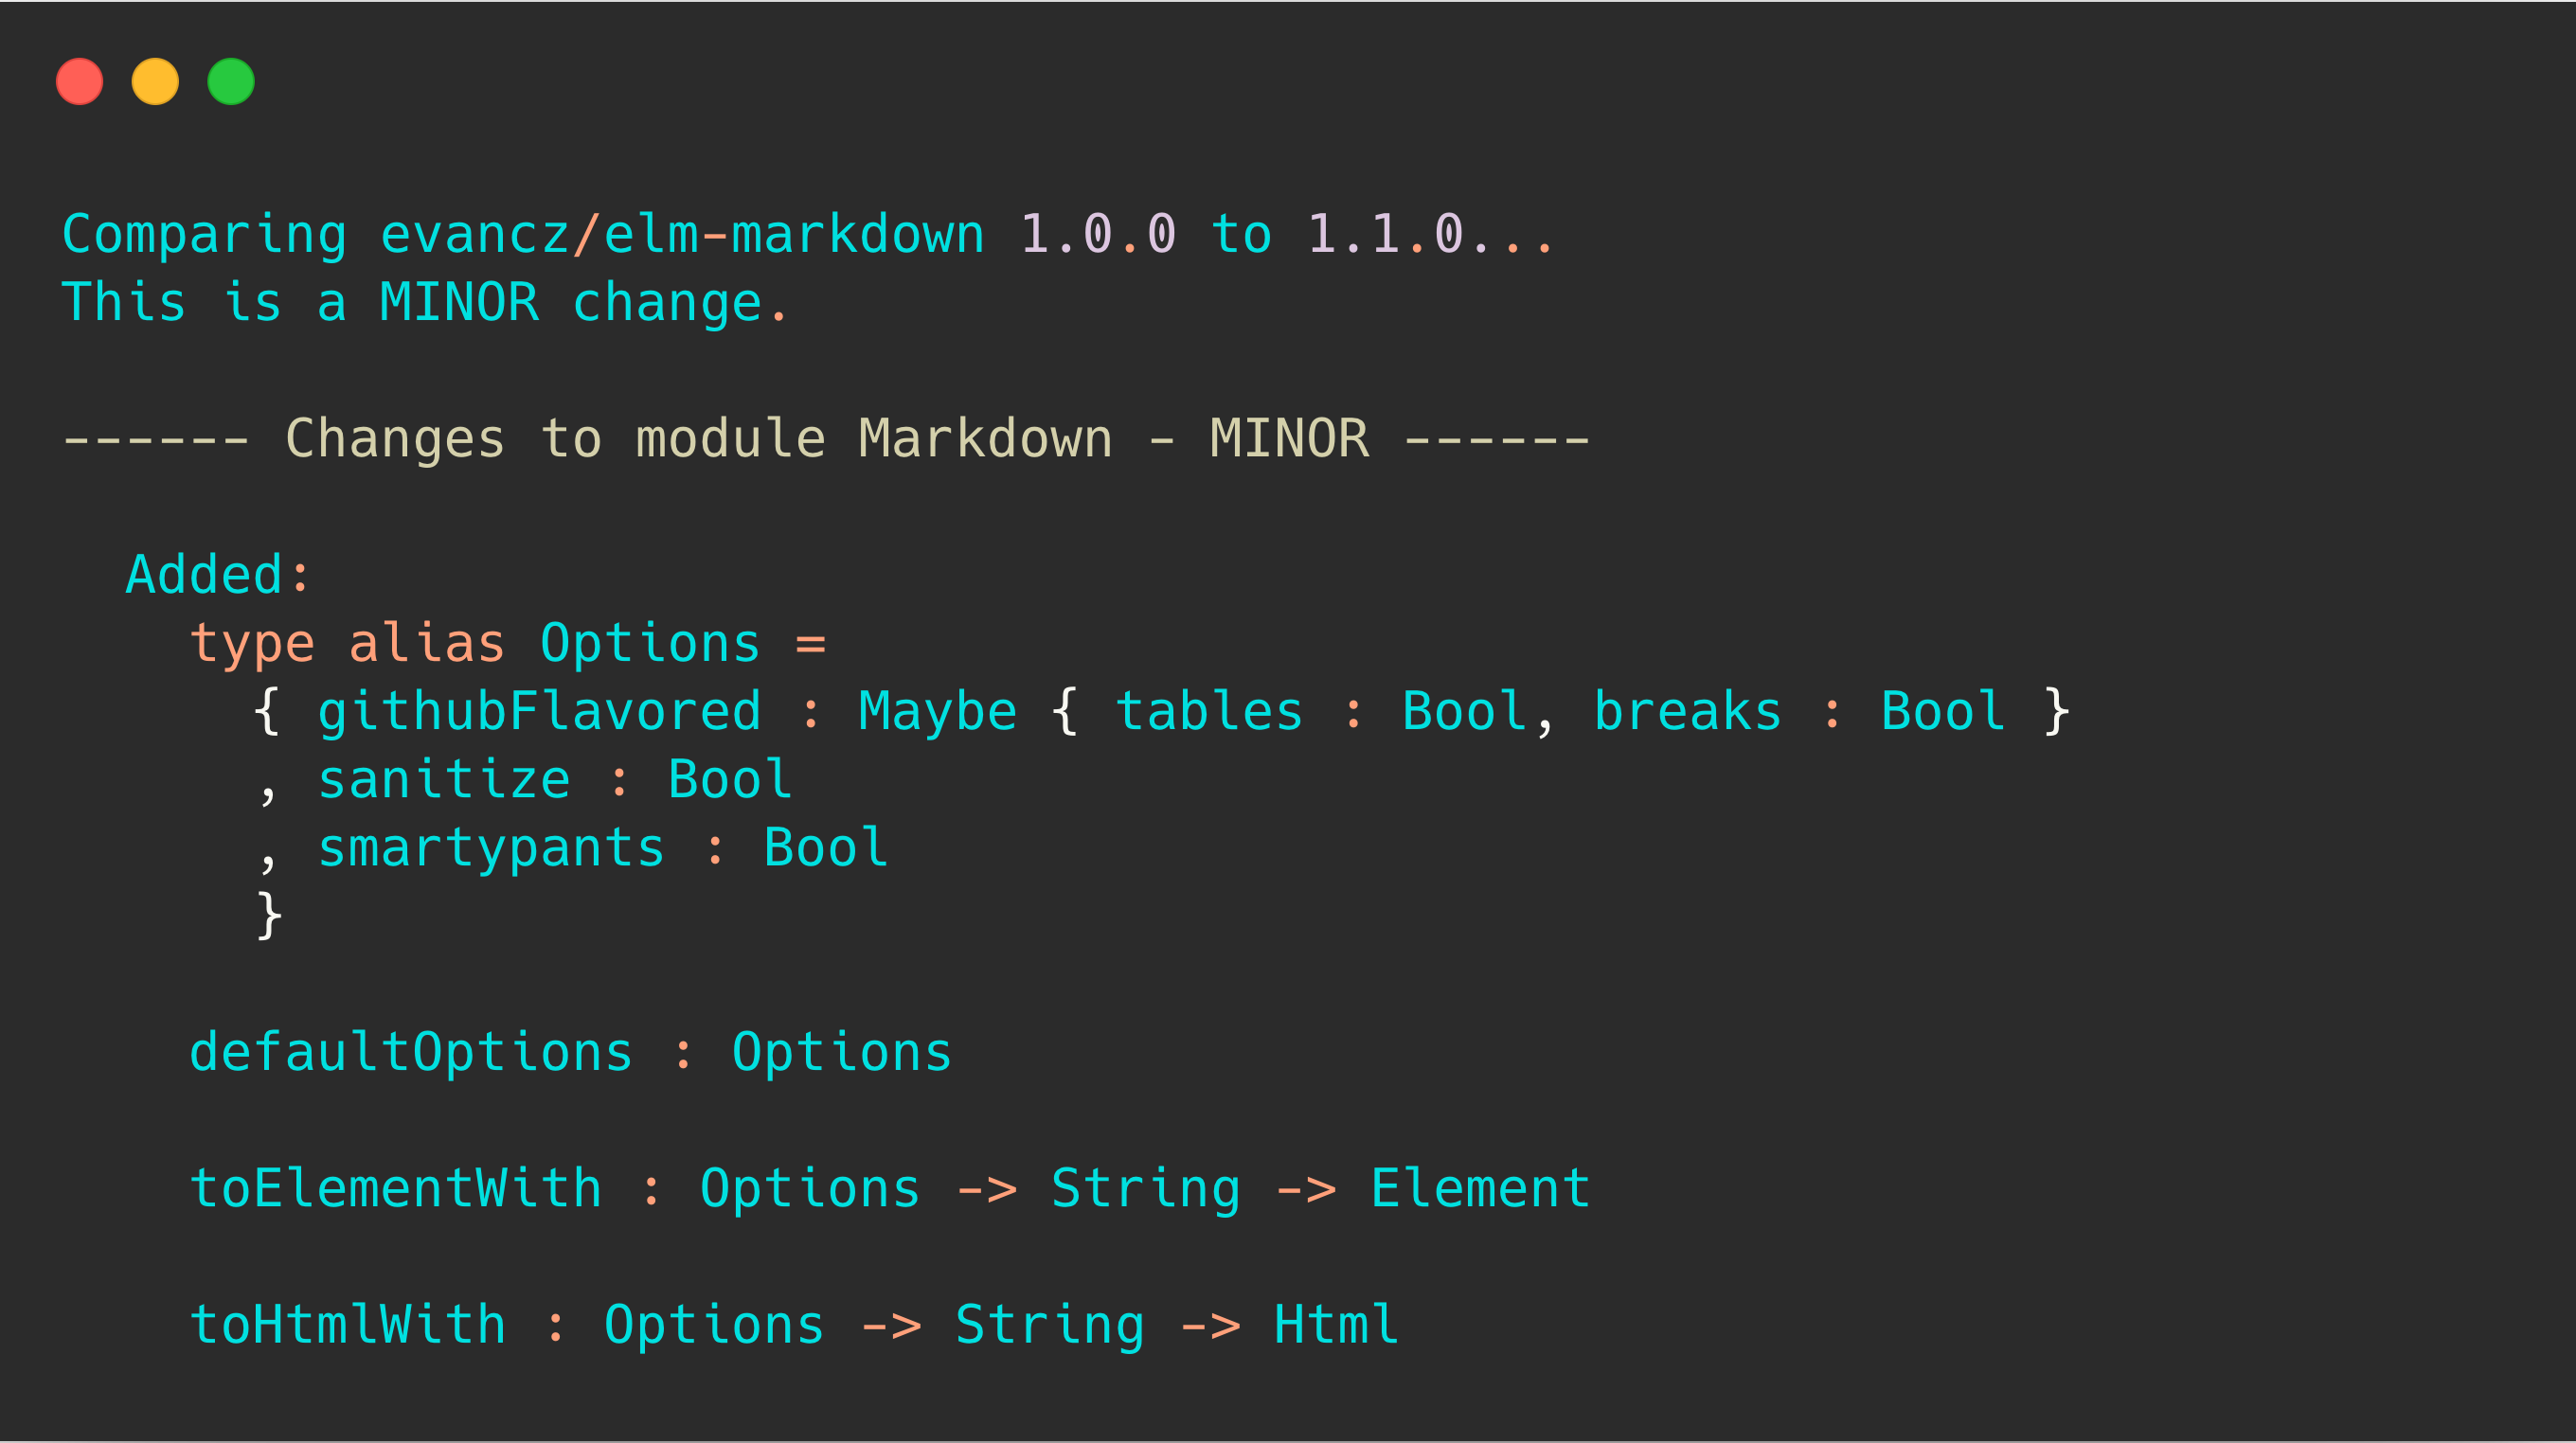 Comparing evancz/elm-markdown 1.0.0 to 1.1.0...
This is a MINOR change.
------ Changes to module Markdown - MINOR ------
Added:
type alias Options =
{ githubFlavored : Maybe { tables : Bool, breaks : Bool }
, sanitize : Bool
, smartypants : Bool
}
defaultOptions : Options
toElementWith : Options -> String -> Element
toHtmlWith : Options -> String -> Html